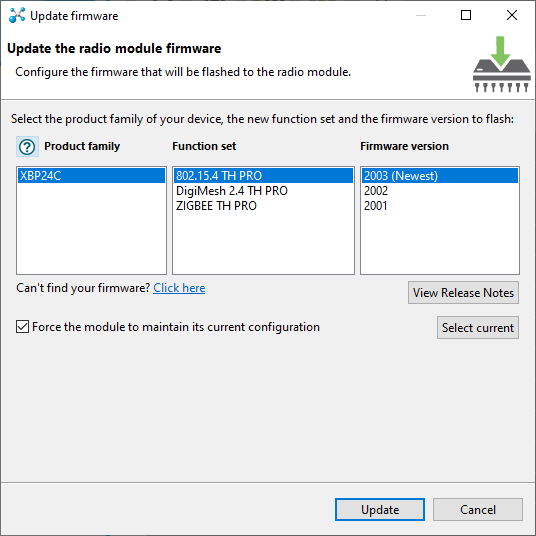 Update firmware
Update the radio module firmware
Configure the firmware that will be flashed to the radio module.
Select the product family of your device, the new function set and the firmware version to flash:
? Product family Function set Firmware version
XBP24C 802.15.4 TH PRO 2003 (Newest)
DigiMesh 2.4 TH PRO 2002
ZIGBEE TH PRO 2001
Can't find your firmware? Click here
View Release Notes
Force the module to maintain its current configuration
Select current
Update Cancel